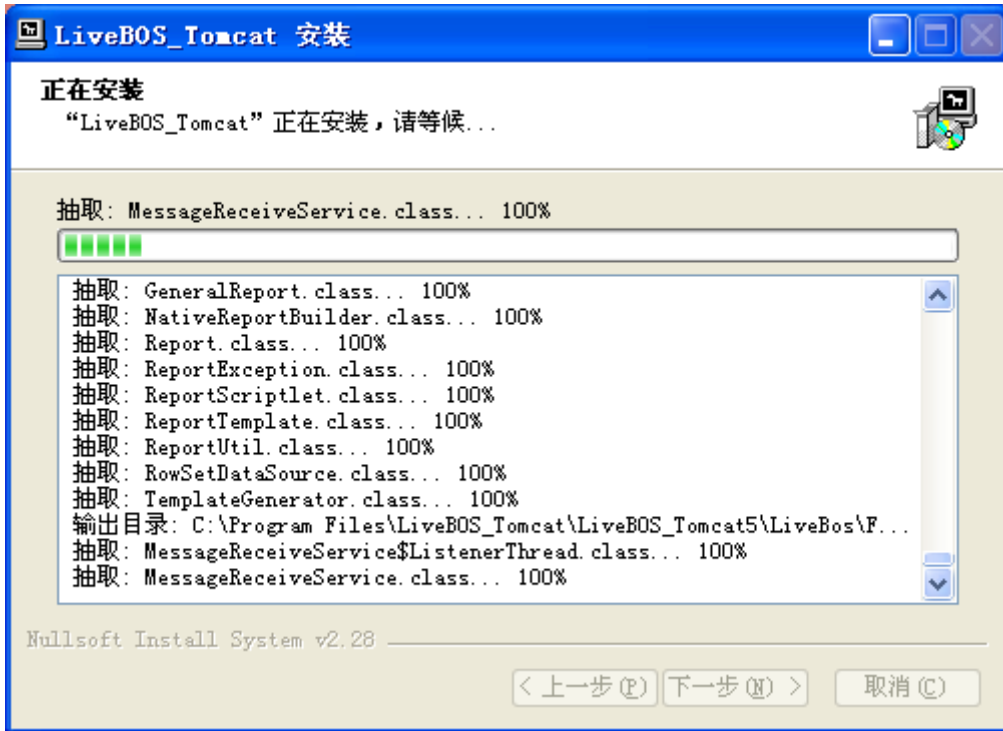 LiveBOS_Tomcat 安装
正在安装
“LiveBOS_Tomcat”正在安装，请等候...
抽取: MessageReceiveService.class... 100%
抽取: GeneralReport.class... 100%
抽取: NativeReportBuilder.class... 100%
抽取: Report.class... 100%
抽取: ReportException.class... 100%
抽取: ReportScriptlet.class... 100%
抽取: ReportTemplate.class... 100%
抽取: ReportUtil.class... 100%
抽取: RowSetDataSource.class... 100%
抽取: TemplateGenerator.class... 100%
输出目录: C:\Program Files\LiveBOS_Tomcat\LiveBOS_Tomcat5\LiveBos\F...
抽取: MessageReceiveService$ListenerThread.class... 100%
抽取: MessageReceiveService.class... 100%
Nullsoft Install System v2.28
< 上一步(P) 下一步(N) > 取消(C)